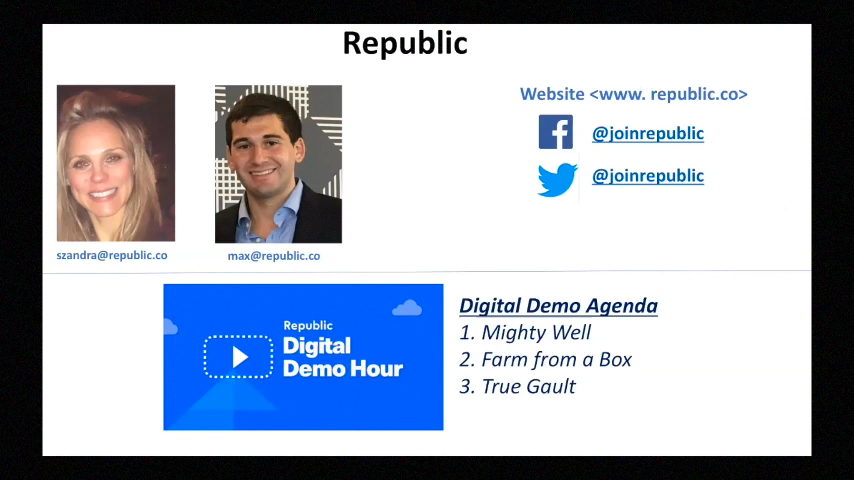 Republic
Website <www. republic.co>
@joinrepublic
@joinrepublic
szandra@republic.co
max@republic.co
Republic
Digital
Demo Hour
Digital Demo Agenda
1. Mighty Well
2. Farm from a Box
3. True Gault